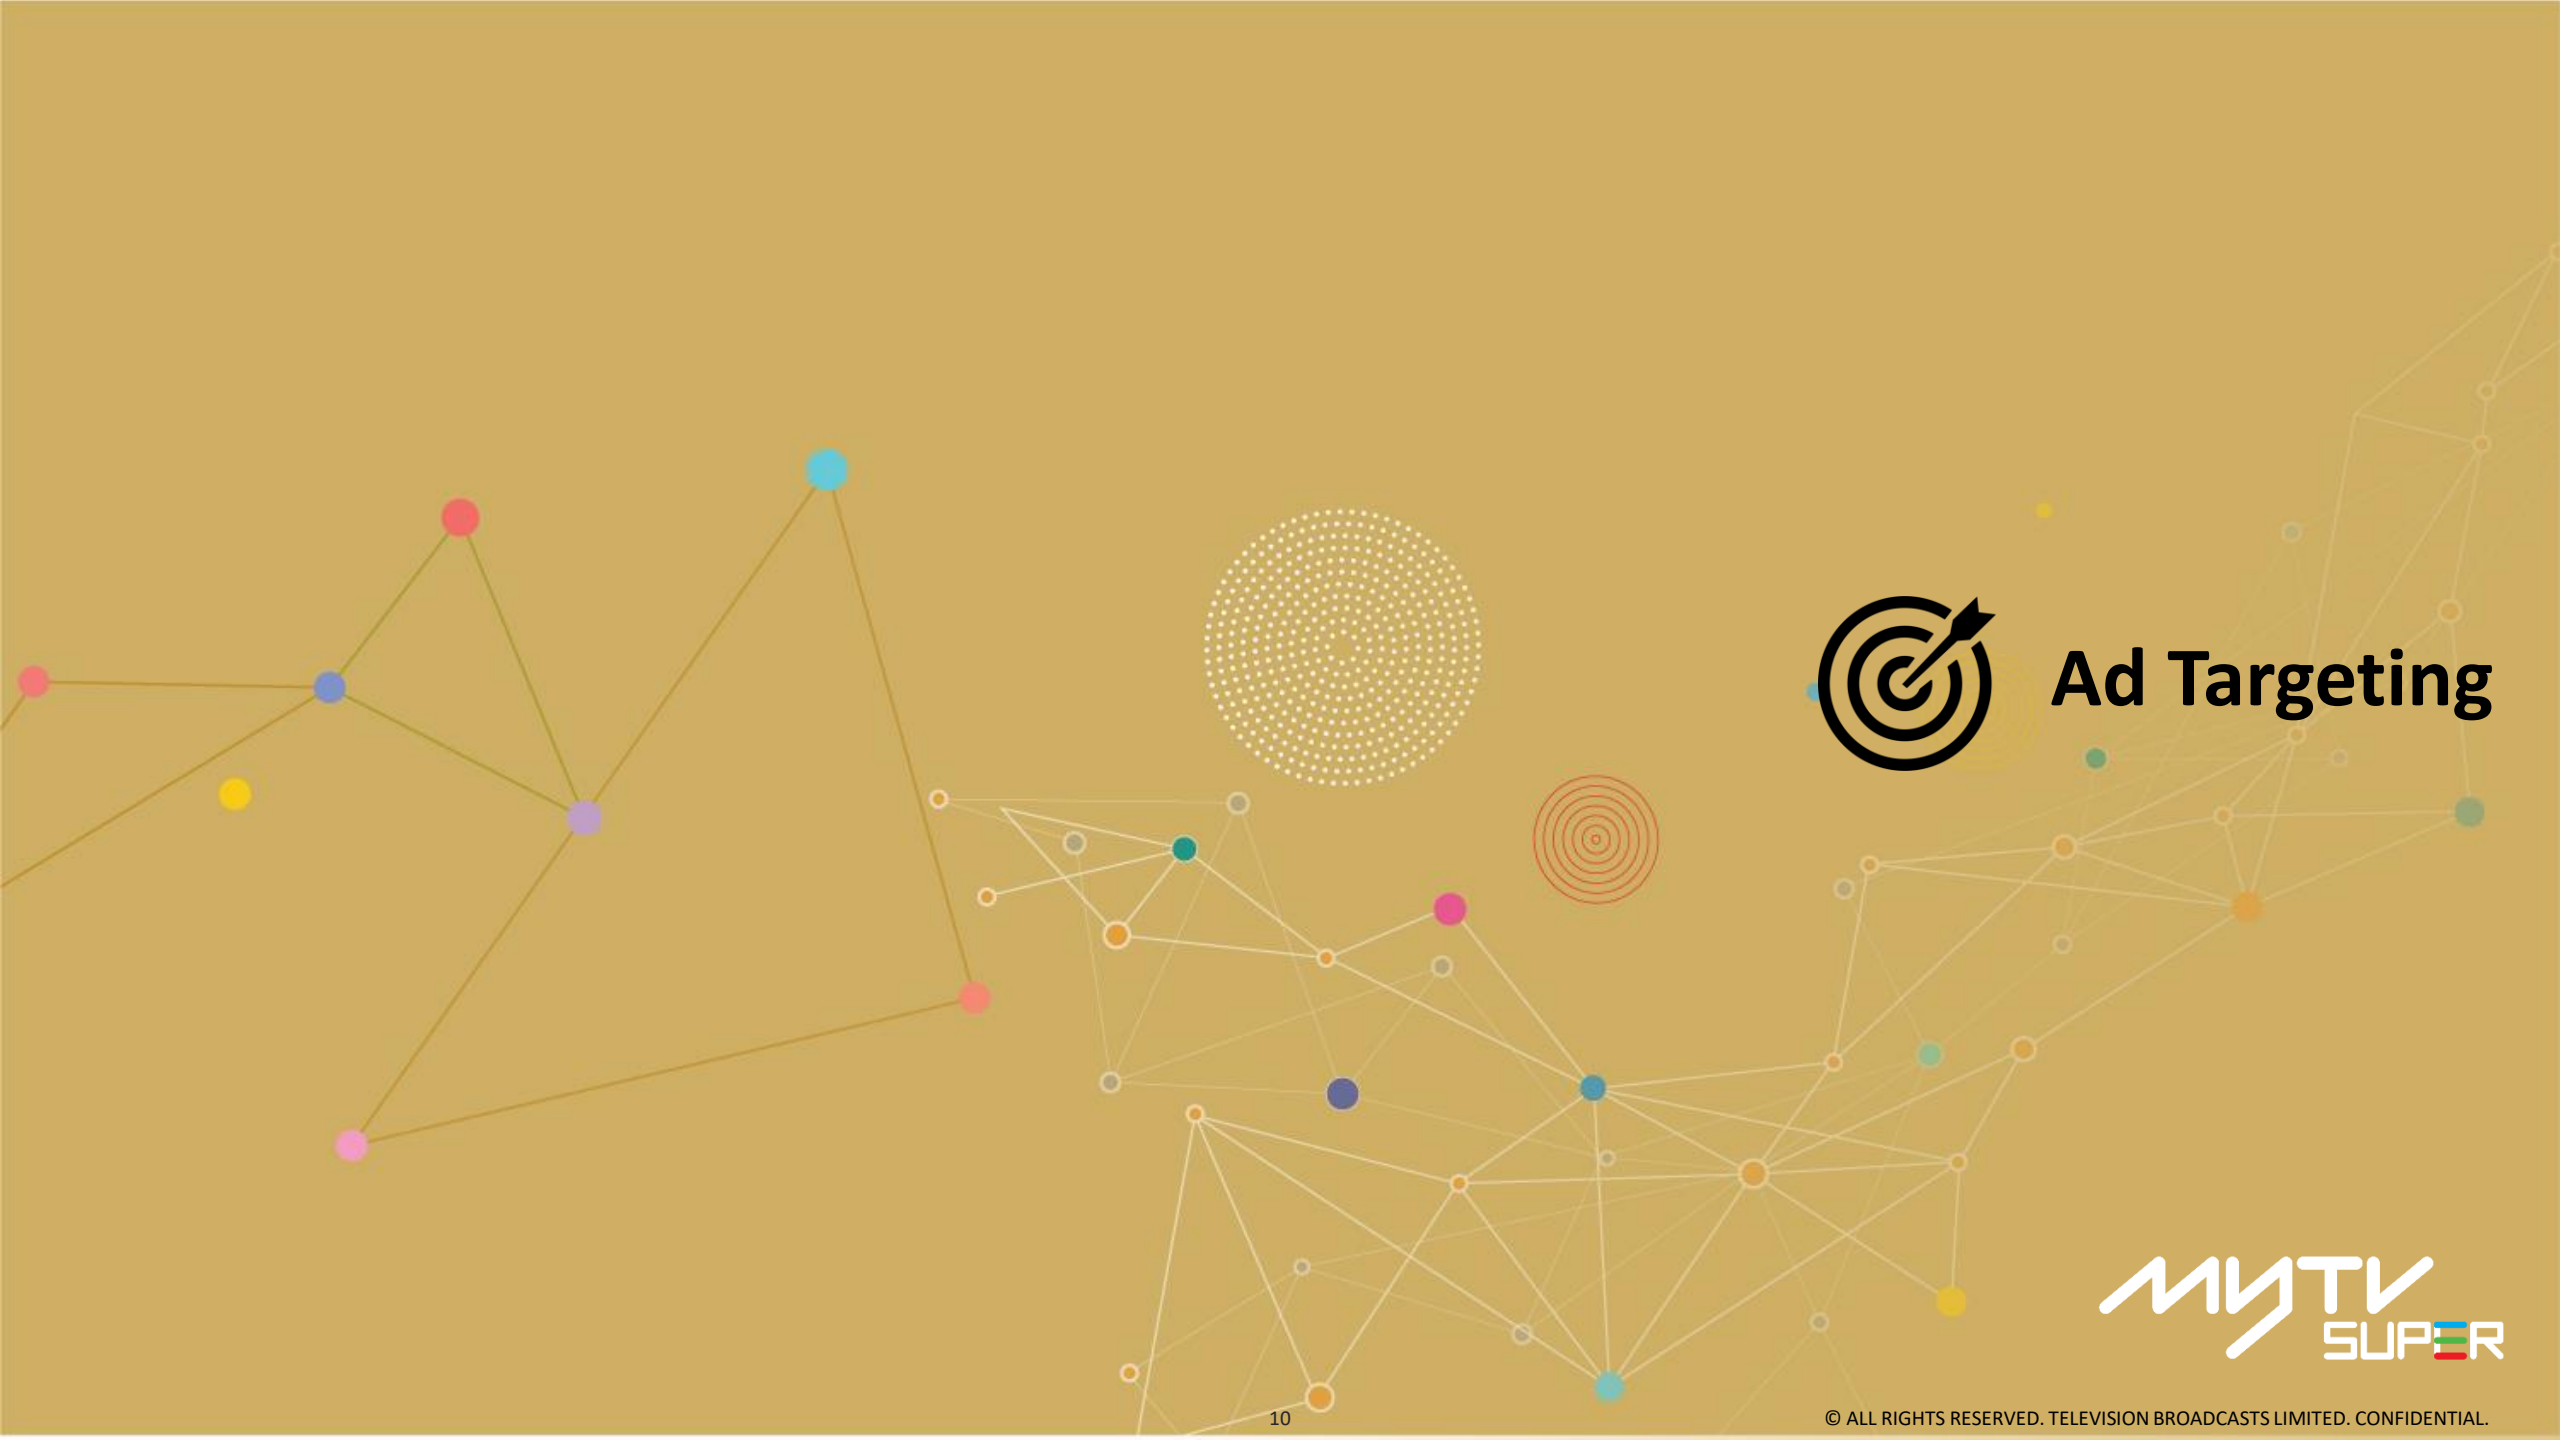 Ad Targeting
MYTV
SUPER
10
© ALL RIGHTS RESERVED. TELEVISION BROADCASTS LIMITED. CONFIDENTIAL.